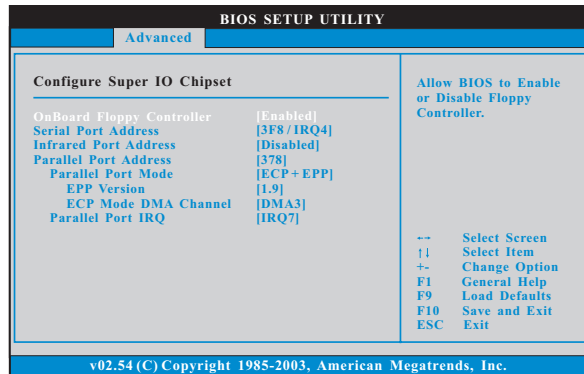 BIOS SETUP UTILITY
Advanced
Configure Super IO Chipset
OnBoard Floppy Controller [Enabled]
Serial Port Address [3F8 / IRQ4]
Infrared Port Address [Disabled]
Parallel Port Address [378]
Parallel Port Mode [ECP + EPP]
EPP Version [1.9]
ECP Mode DMA Channel [DMA3]
Parallel Port IRQ [IRQ7]
Allow BIOS to Enable
or Disable Floppy
Controller.
←→ Select Screen
↑↓ Select Item
+- Change Option
F1 General Help
F9 Load Defaults
F10 Save and Exit
ESC Exit
v02.54 (C) Copyright 1985-2003, American Megatrends, Inc.